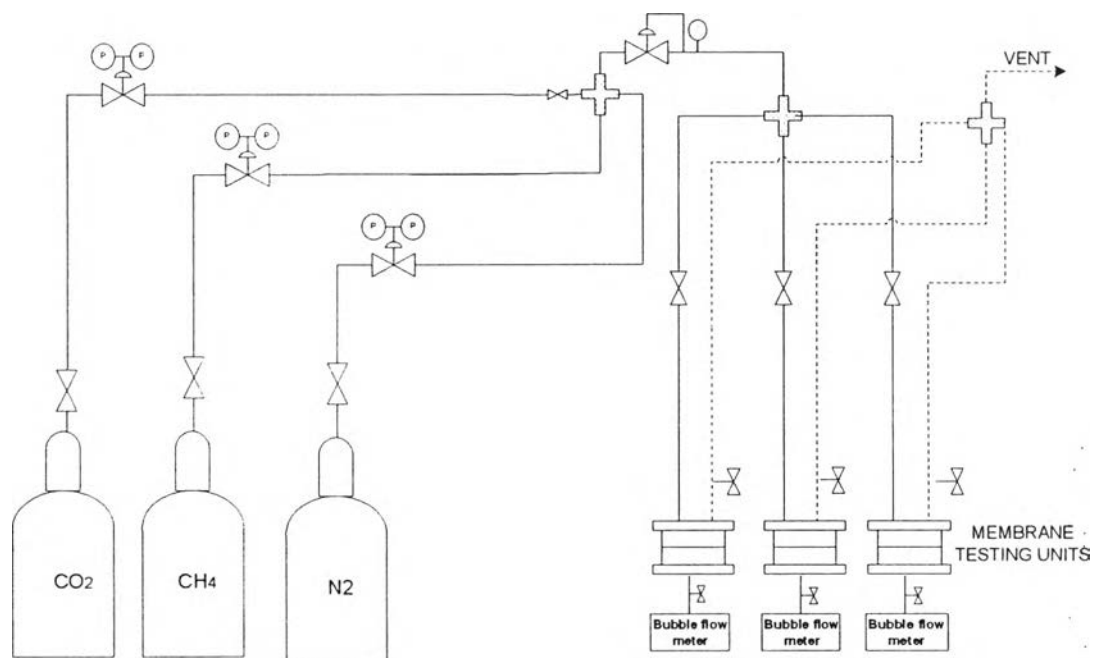 P P
VENT
P P
P P
CO2
CH4
N2
MEMBRANE
TESTING UNITS
Bubble flow
meter
Bubble flow
meter
Bubble flow
meter